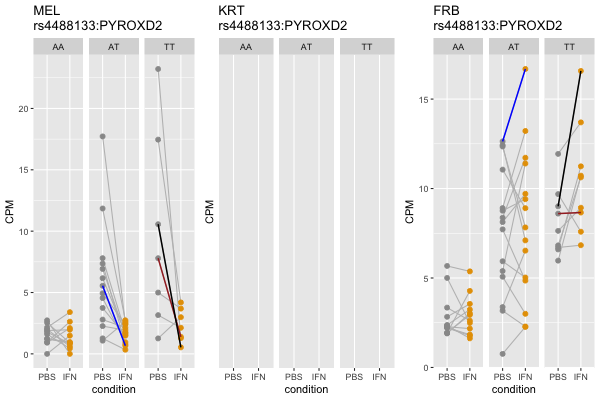 MEL
rs4488133:PYROXD2
AA AT TT
CPM
20
15
10
5
0
PBS IFN PBS IFN PBS IFN
condition
KRT
rs4488133:PYROXD2
AA AT TT
CPM
PBS IFN PBS IFN PBS IFN
condition
FRB
rs4488133:PYROXD2
AA AT TT
CPM
15
10
5
0
PBS IFN PBS IFN PBS IFN
condition